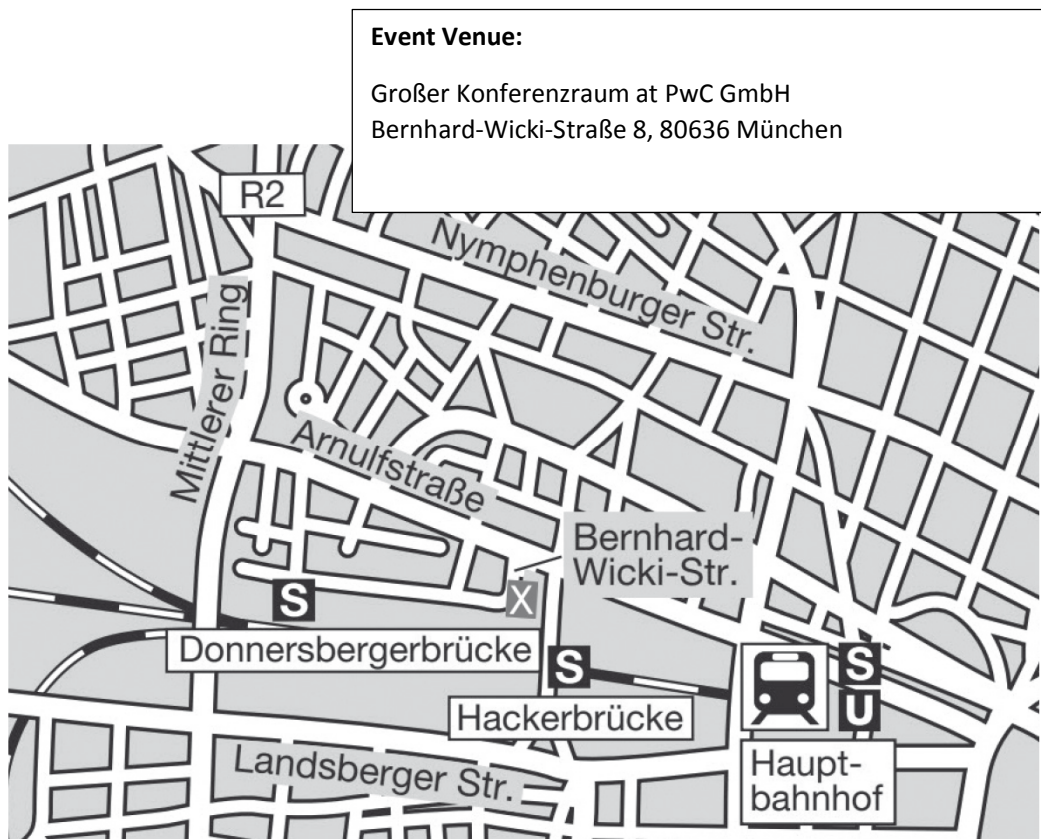 Event Venue:
Großer Konferenzraum at PwC GmbH
Bernhard-Wicki-Straße 8, 80636 München
R2
Nymphenburger Str.
Mittlerer Ring
Arnulfstraße
Bernhard-
Wicki-Str.
X
S
Donnersbergerbrücke
S
Hackerbrücke
S
U
Haupt-
bahnhof
Landsberger Str.